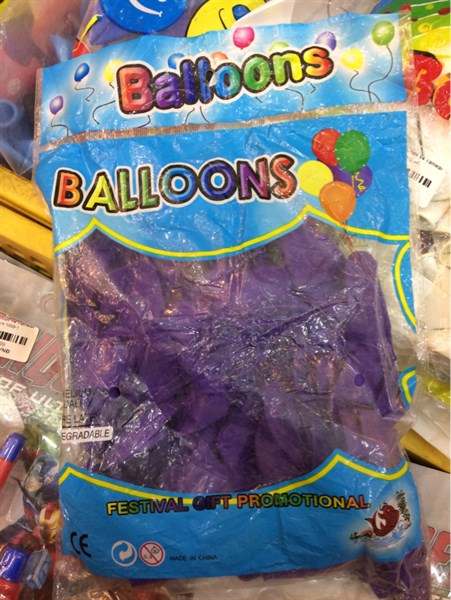 Balloons
BALLOONS
EGRADABLE
FESTIVAL GIFT PROMOTIONAL
CE
MADE IN CHINA